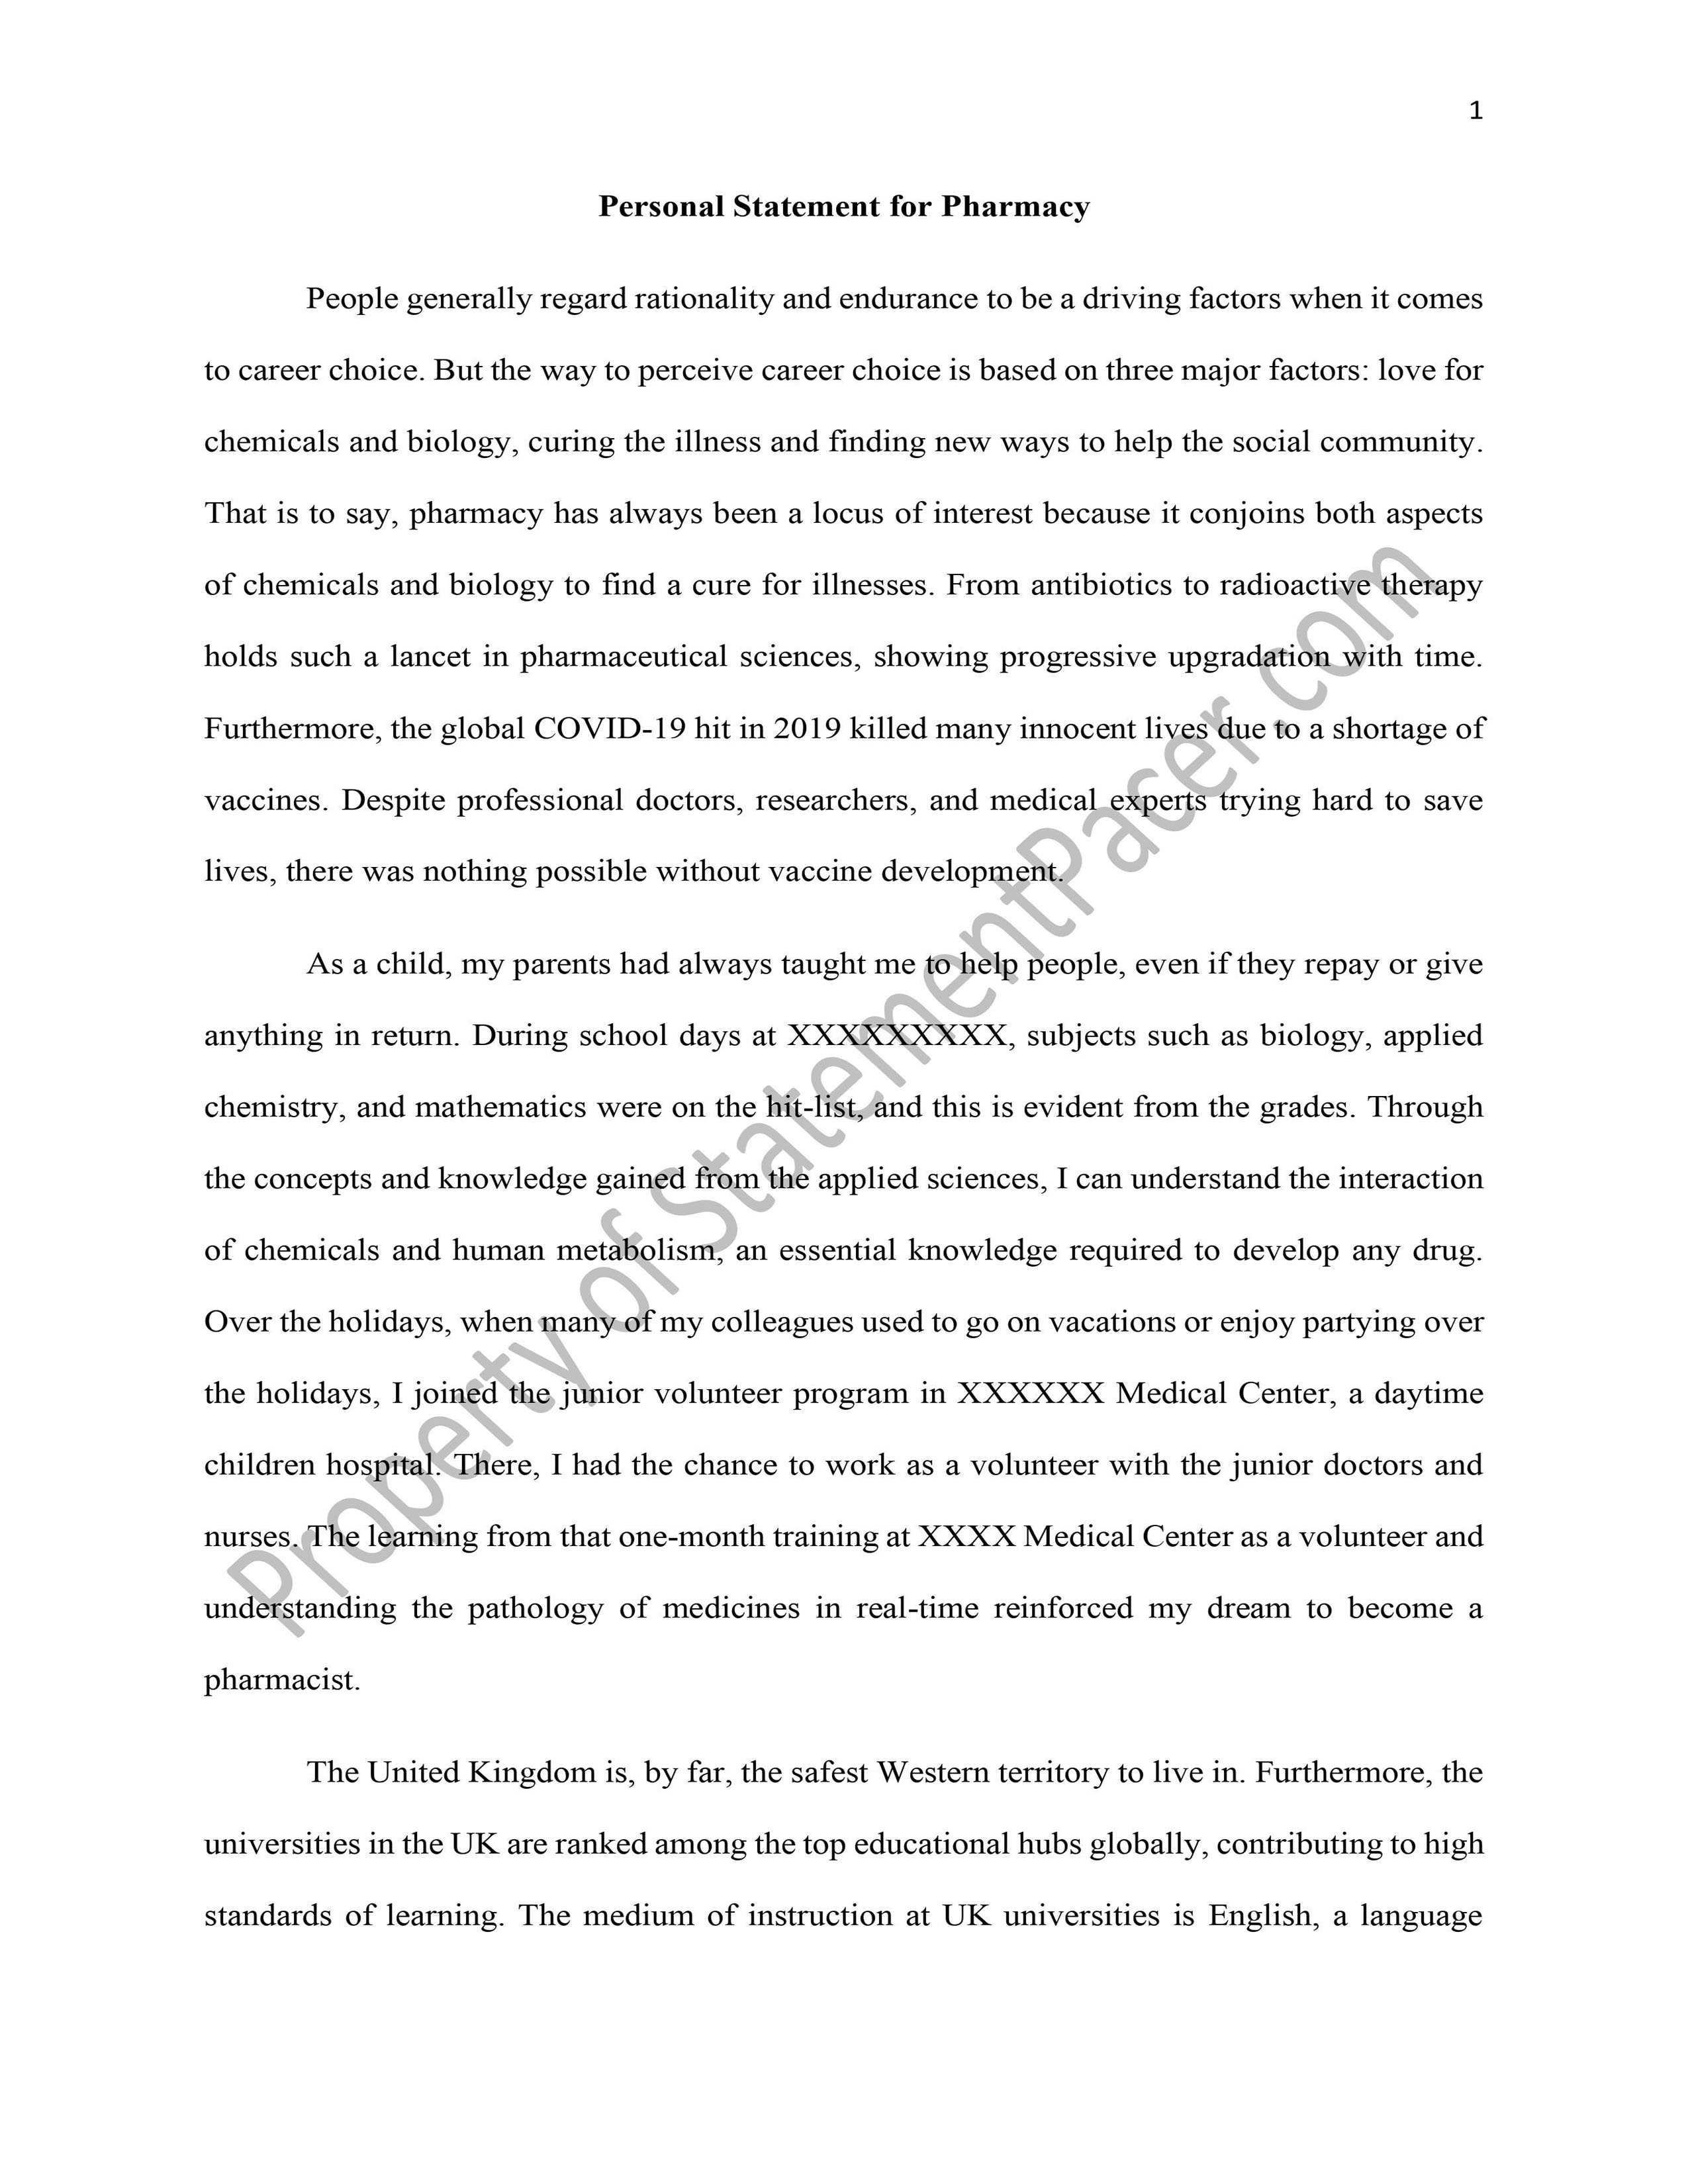 1
Personal Statement for Pharmacy
People generally regard rationality and endurance to be a driving factors when it comes
to career choice. But the way to perceive career choice is based on three major factors: love for
chemicals and biology, curing the illness and finding new ways to help the social community.
That is to say, pharmacy has always been a locus of interest because it conjoins both aspects
of chemicals and biology to find a cure for illnesses. From antibiotics to radioactive therapy
holds such a lancet in pharmaceutical sciences, showing progressive upgradation with time.
Furthermore, the global COVID-19 hit in 2019 killed many innocent lives due to a shortage of
vaccines. Despite professional doctors, researchers, and medical experts trying hard to save
lives, there was nothing possible without vaccine development.
As a child, my parents had always taught me to help people, even if they repay or give
anything in return. During school days at XXXXXXXXX, subjects such as biology, applied
chemistry, and mathematics were on the hit-list, and this is evident from the grades. Through
the concepts and knowledge gained from the applied sciences, I can understand the interaction
of chemicals and human metabolism, an essential knowledge required to develop any drug.
Over the holidays, when many of my colleagues used to go on vacations or enjoy partying over
the holidays, I joined the junior volunteer program in XXXXXX Medical Center, a daytime
children hospital. There, I had the chance to work as a volunteer with the junior doctors and
nurses. The learning from that one-month training at XXXX Medical Center as a volunteer and
understanding the pathology of medicines in real-time reinforced my dream to become a
pharmacist.
The United Kingdom is, by far, the safest Western territory to live in. Furthermore, the
universities in the UK are ranked among the top educational hubs globally, contributing to high
standards of learning. The medium of instruction at UK universities is English, a language
Property of StatementPacer.com